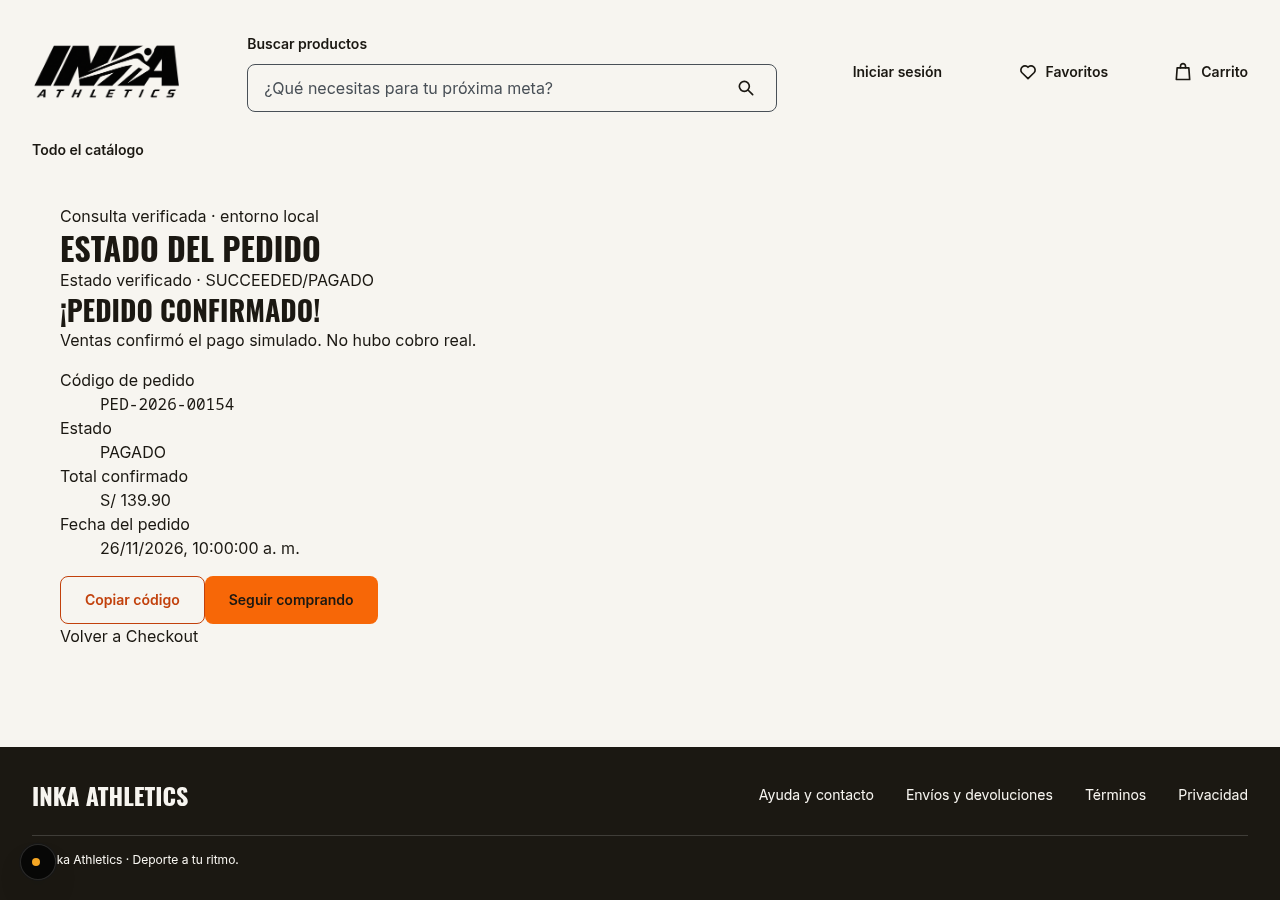 INKA
ATHLETICS
Buscar productos
¿Qué necesitas para tu próxima meta?
Iniciar sesión
Favoritos
Carrito
Todo el catálogo
Consulta verificada · entorno local
ESTADO DEL PEDIDO
Estado verificado · SUCCEEDED/PAGADO
¡PEDIDO CONFIRMADO!
Ventas confirmó el pago simulado. No hubo cobro real.
Código de pedido
PED-2026-00154
Estado
PAGADO
Total confirmado
S/ 139.90
Fecha del pedido
26/11/2026, 10:00:00 a. m.
Copiar código
Seguir comprando
Volver a Checkout
INKA ATHLETICS
Ayuda y contacto
Envíos y devoluciones
Términos
Privacidad
ka Athletics · Deporte a tu ritmo.